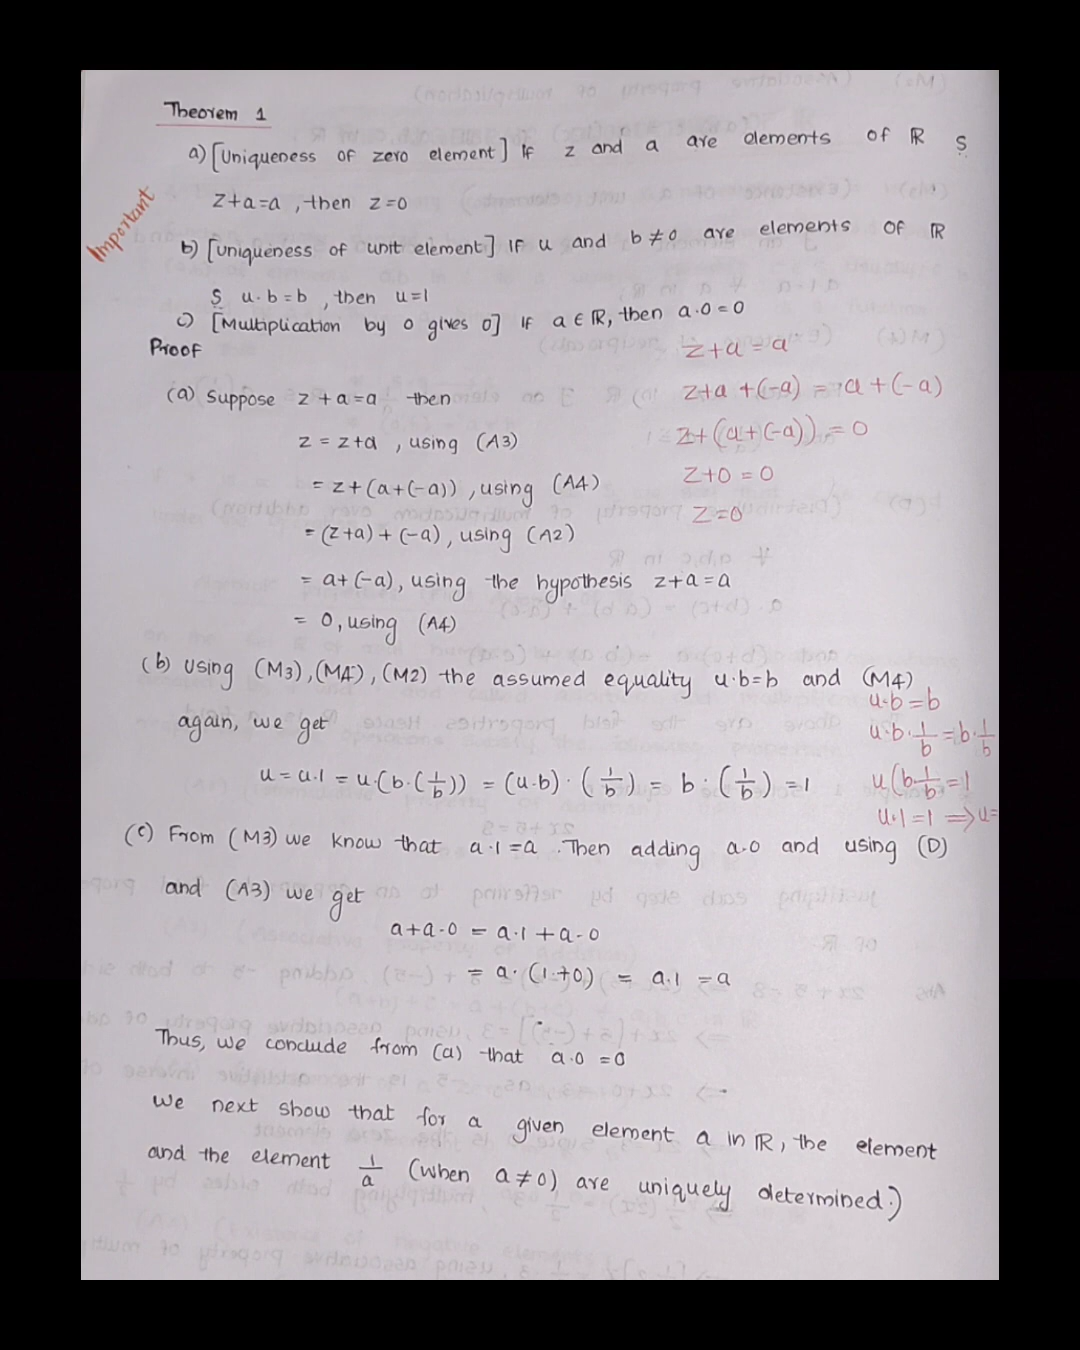 Theorem 1
a) [Uniqueness of zero element] If z and a are elements of ℝ Ş
z+a=a , then z=0
Important
b) [Uniqueness of unit element] If u and b≠0 are elements of ℝ
Ş u·b=b , then u=1
c) [Multiplication by 0 gives 0] If a ∈ ℝ, then a·0=0
Proof
z+a=a
(a) Suppose z+a=a then
z+a+(-a) = a+(-a)
z = z+a , using (A3)
z+(a+(-a)) = 0
= z+(a+(-a)) , using (A4)
z+0 = 0
z=0
= (z+a)+(-a), using (A2)
= a+(-a), using the hypothesis z+a=a
= 0, using (A4)
(b) Using (M3), (M4), (M2) the assumed equality u·b=b and (M4)
again, we get
u·b=b
u·b·1/b = b·1/b
u = u·1 = u·(b·(1/b)) = (u·b)·(1/b) = b·(1/b) = 1
u(b·1/b = 1
u·1=1 ⟹ u=
(c) From (M3) we know that a·1=a . Then adding a·0 and using (D)
and (A3) we get
a+a·0 = a·1+a·0
= a·(1+0) = a·1 = a
Thus, we conclude from (a) that a·0=0
We next show that for a given element a in ℝ, the element
and the element 1/a (when a≠0) are uniquely determined.)